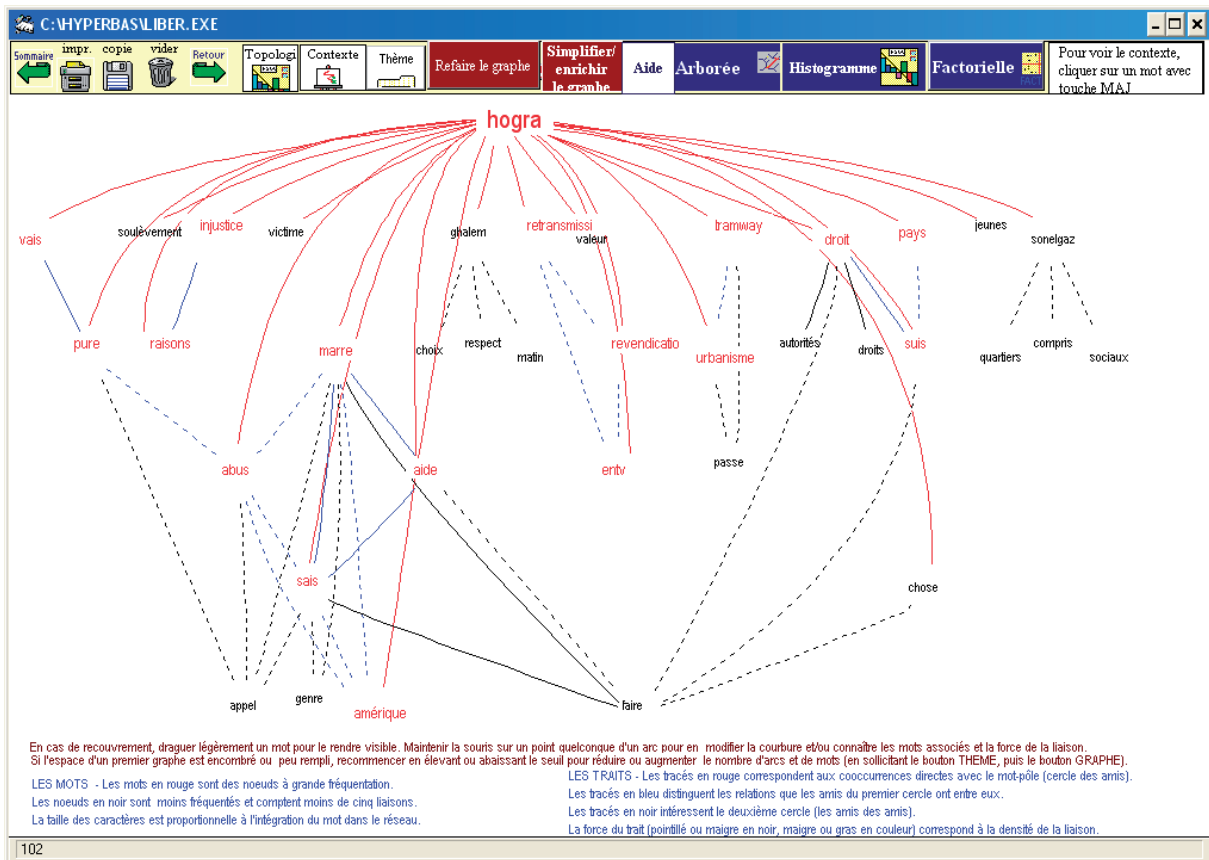 C:\HYPERBAS\LIBER.EXE
Sommaire
impr.
copie
vider
Retour
Topologi
Contexte
Thème
Refaire le graphe
Simplifier/
enrichir
le graphe
Aide
Arborée
Histogramme
Factorielle
Pour voir le contexte,
cliquer sur un mot avec
touche MAJ
hogra
vais
soulèvement
injustice
victime
ghalem
retransmissi
valeur
tramway
droit
pays
jeunes
sonelgaz
pure
raisons
marre
choix
respect
matin
revendicatio
urbanisme
autorités
droits
suis
quartiers
compris
sociaux
abus
aide
entv
passe
sais
chose
appel
genre
amérique
faire
En cas de recouvrement, draguer légèrement un mot pour le rendre visible. Maintenir la souris sur un point quelconque d'un arc pour en modifier la courbure et/ou connaître les mots associés et la force de la liaison.
Si l'espace d'un premier graphe est encombré ou peu rempli, recommencer en élevant ou abaissant le seuil pour réduire ou augmenter le nombre d'arcs et de mots (en sollicitant le bouton THEME, puis le bouton GRAPHE).
LES MOTS - Les mots en rouge sont des noeuds à grande fréquentation.
Les noeuds en noir sont moins fréquentés et comptent moins de cinq liaisons.
La taille des caractères est proportionnelle à l'intégration du mot dans le réseau.
LES TRAITS - Les tracés en rouge correspondent aux cooccurrences directes avec le mot-pôle (cercle des amis).
Les tracés en bleu distinguent les relations que les amis du premier cercle ont entre eux.
Les tracés en noir intéressent le deuxième cercle (les amis des amis).
La force du trait (pointillé ou maigre en noir, maigre ou gras en couleur) correspond à la densité de la liaison.
102